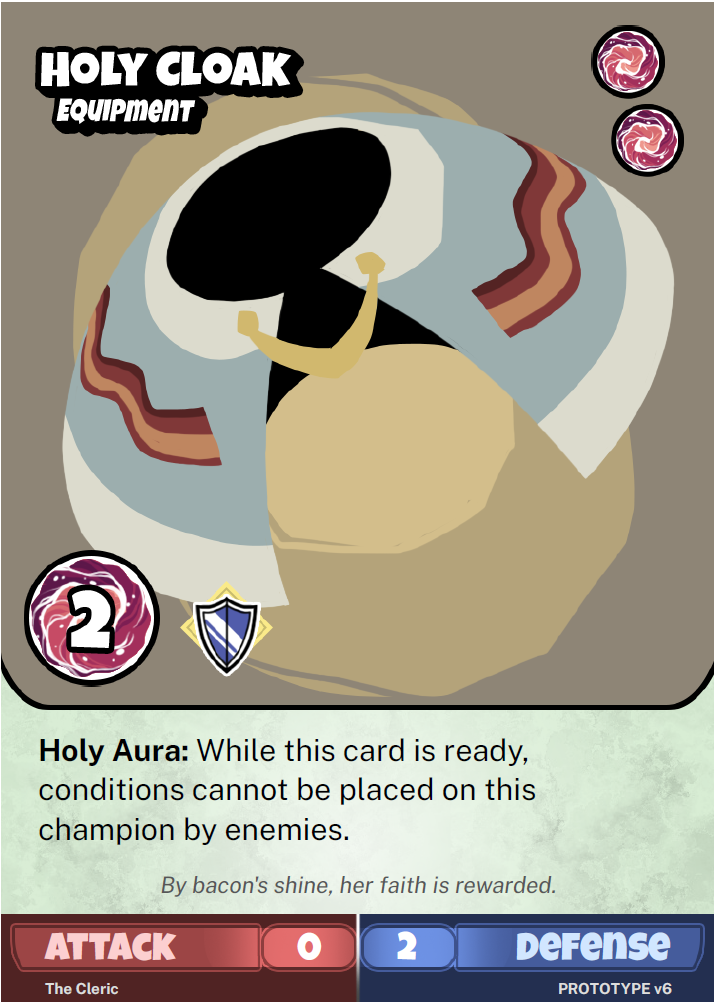 HOLY CLOAK
EQUIPMENT
2
Holy Aura: While this card is ready,
conditions cannot be placed on this
champion by enemies.
By bacon's shine, her faith is rewarded.
ATTACK 0 2 DEFENSE
The Cleric PROTOTYPE v6